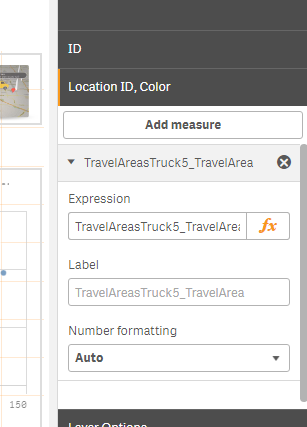 ID
Location ID, Color
Add measure
TravelAreasTruck5_TravelArea
Expression
TravelAreasTruck5_TravelArea
fx
Label
TravelAreasTruck5_TravelArea
Number formatting
Auto
150
Layer Options